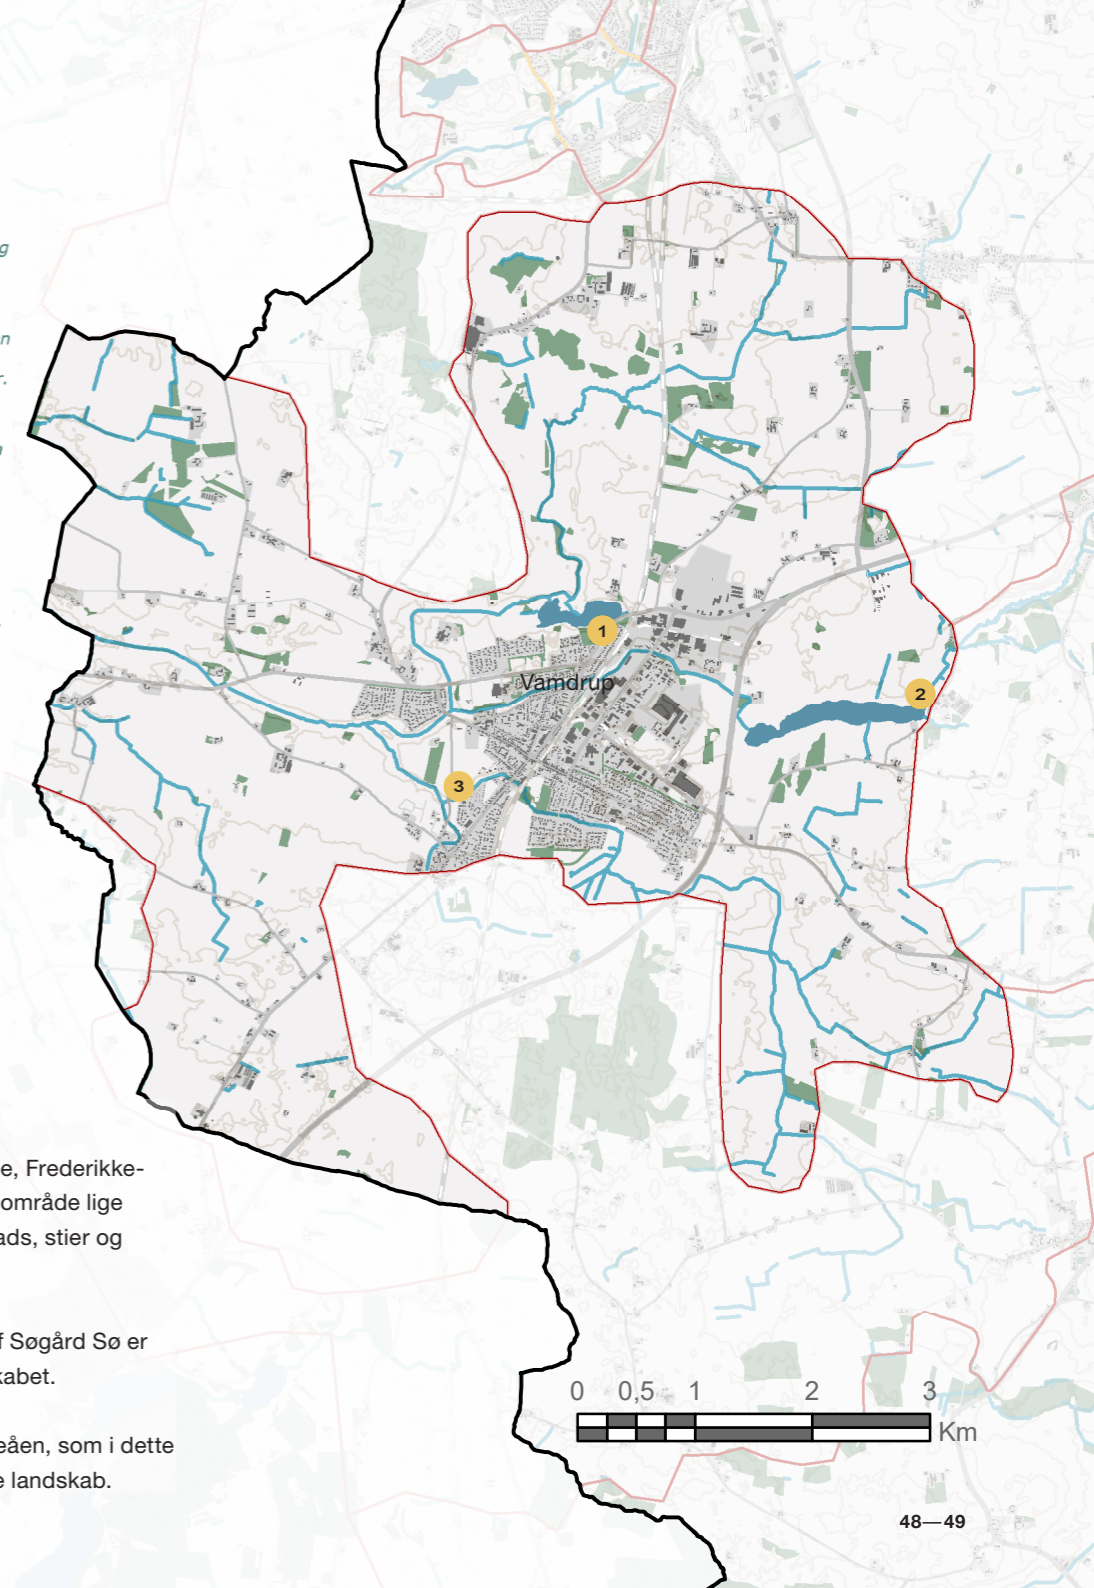 g
n
r.
1
Vamdrup
2
3
e, Frederikke-
område lige
ads, stier og
f Søgård Sø er
kabet.
eåen, som i dette
e landskab.
0 0,5 1 2 3
Km
48—49